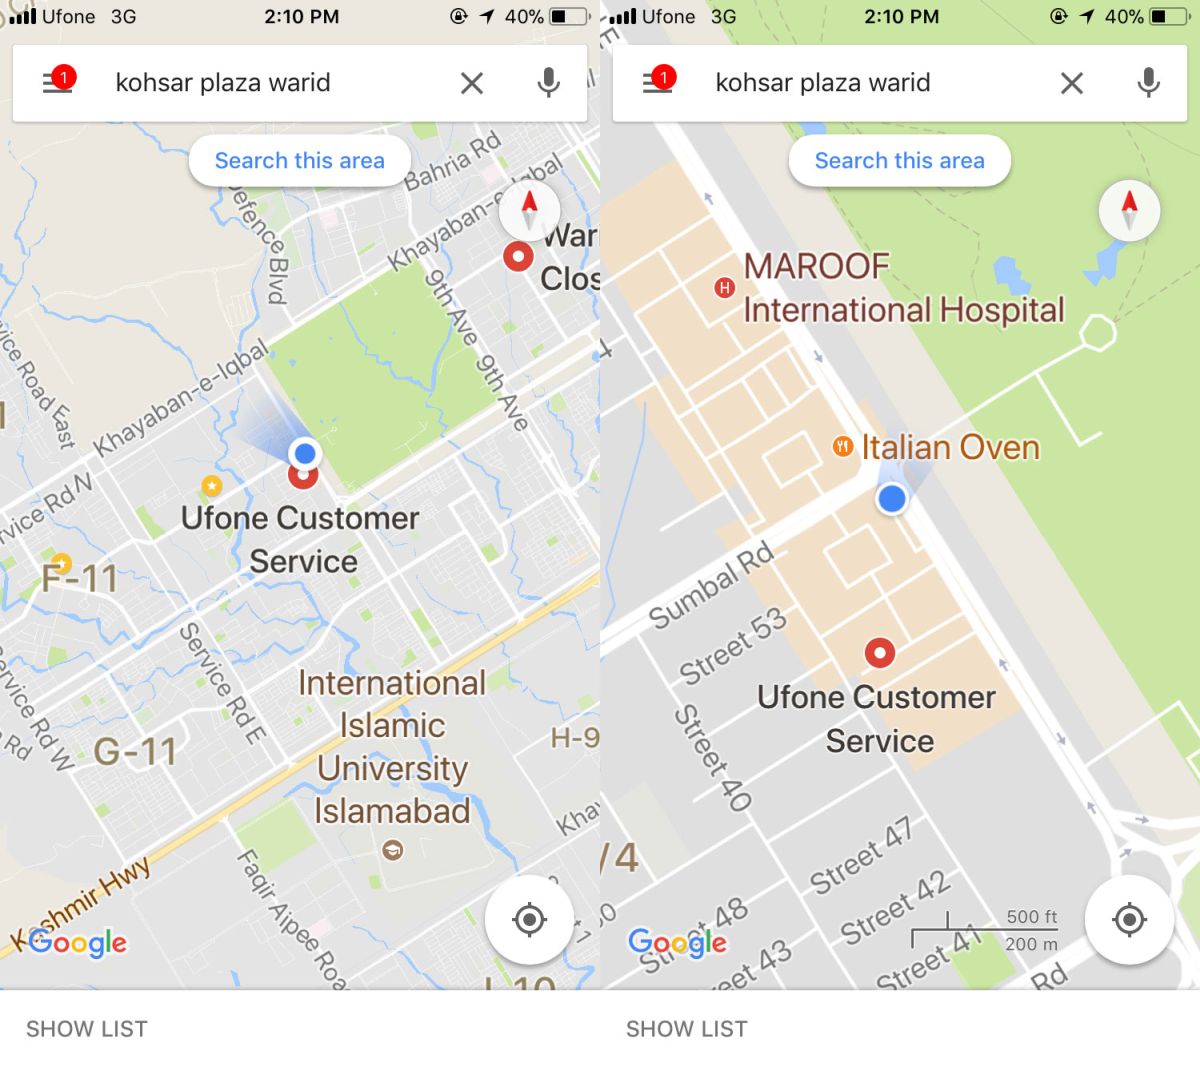 Ufone 3G 2:10 PM 40%
1 kohsar plaza warid
Search this area
Bahria Rd
Khayaban-e-Iqbal
Defence Blvd
War
Clos
9th Ave
9th Ave
Khayaban-e-Iqbal
Service Road East
Service Rd N
Ufone Customer
Service
F-11
Service Rd E
Service Rd W
Rd
G-11
International
Islamic
University
Islamabad
H-9
Kha
Kashmir Hwy
Faqir Aipee Roa
Google
SHOW LIST
Ufone 3G 2:10 PM 40%
1 kohsar plaza warid
Search this area
MAROOF
H
International Hospital
Italian Oven
Sumbal Rd
Street 53
Ufone Customer
Service
Street 40
Street 47
/4
Street 42
Street 48
Street 41
eet 43
500 ft
200 m
Rd
Google
SHOW LIST